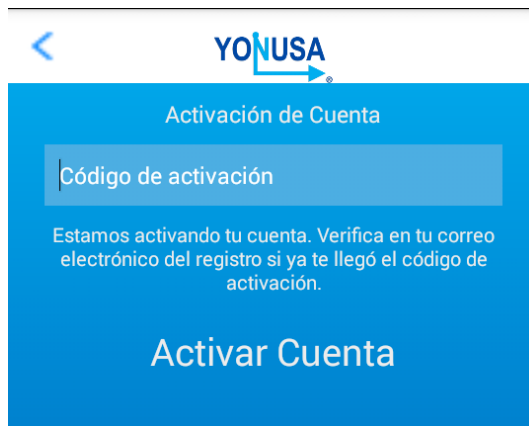 YONUSA
®
Activación de Cuenta
Código de activación
Estamos activando tu cuenta. Verifica en tu correo
electrónico del registro si ya te llegó el código de
activación.
Activar Cuenta